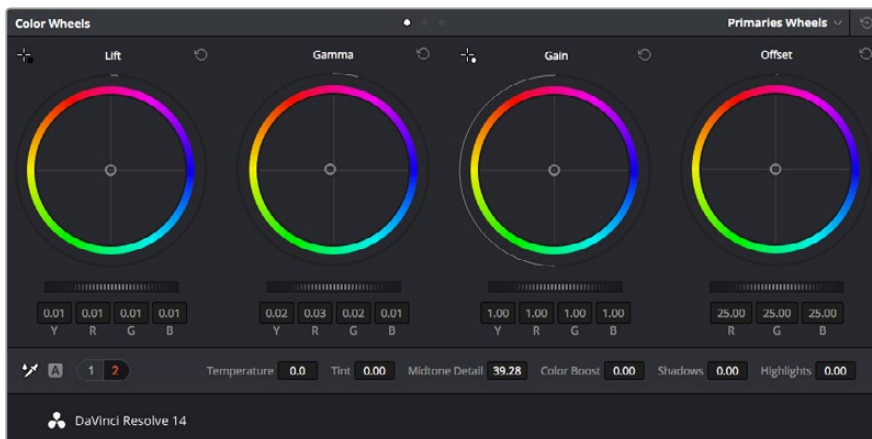 Color Wheels Primaries Wheels
Lift Gamma Gain Offset
0.01 0.01 0.01 0.01 0.02 0.03 0.02 0.01 1.00 1.00 1.00 1.00 25.00 25.00 25.00
Y R G B Y R G B Y R G B R G B
A 1 2 Temperature 0.0 Tint 0.00 Midtone Detail 39.28 Color Boost 0.00 Shadows 0.00 Highlights 0.00
DaVinci Resolve 14